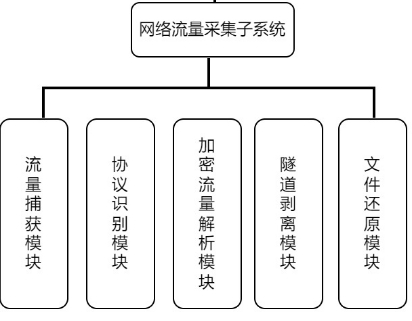 网络流量采集子系统
流量捕获模块
协议识别模块
加密流量解析模块
隧道剥离模块
文件还原模块